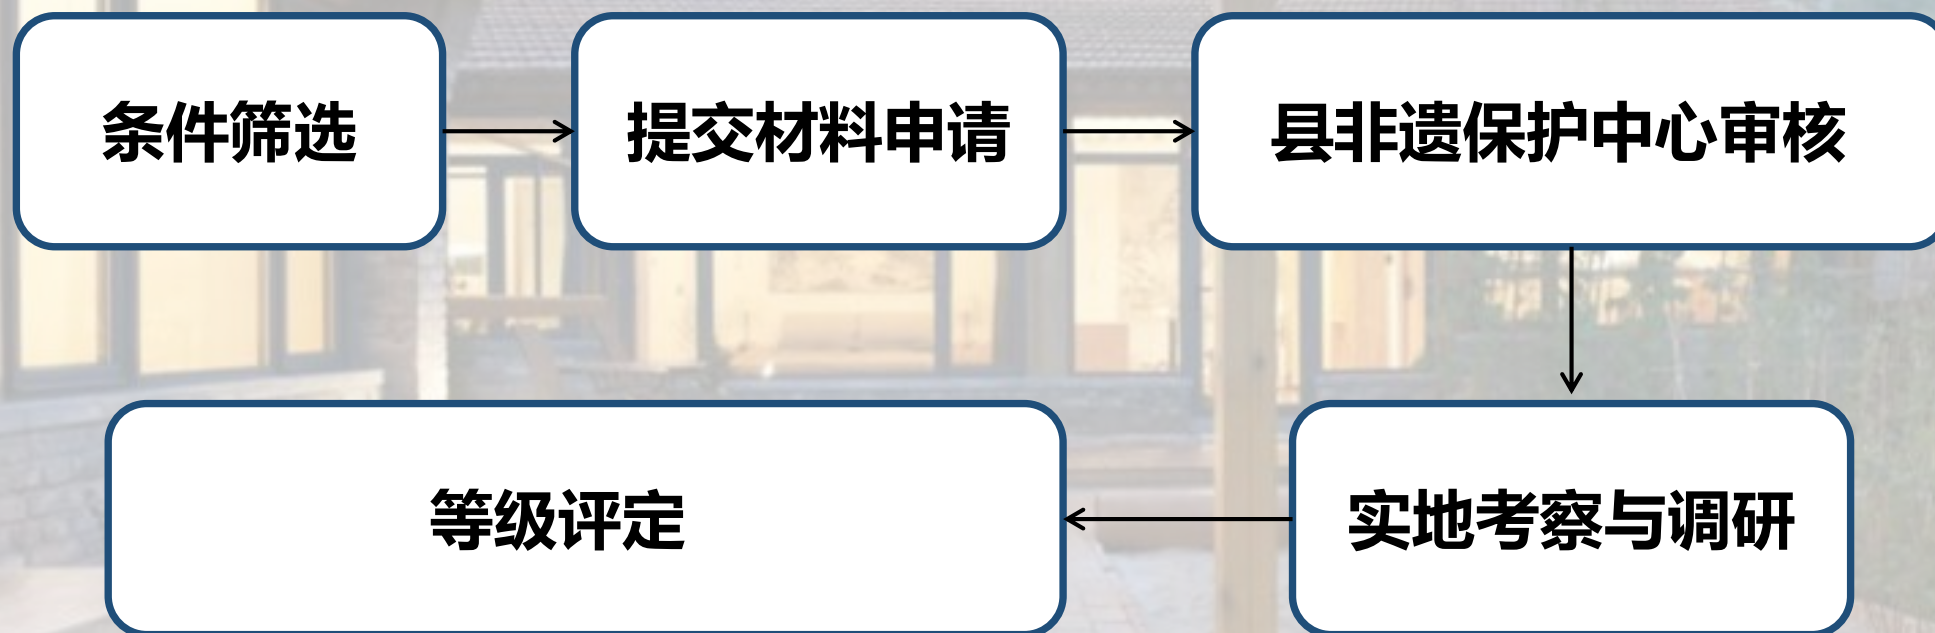 条件筛选
提交材料申请
县非遗保护中心审核
实地考察与调研
等级评定